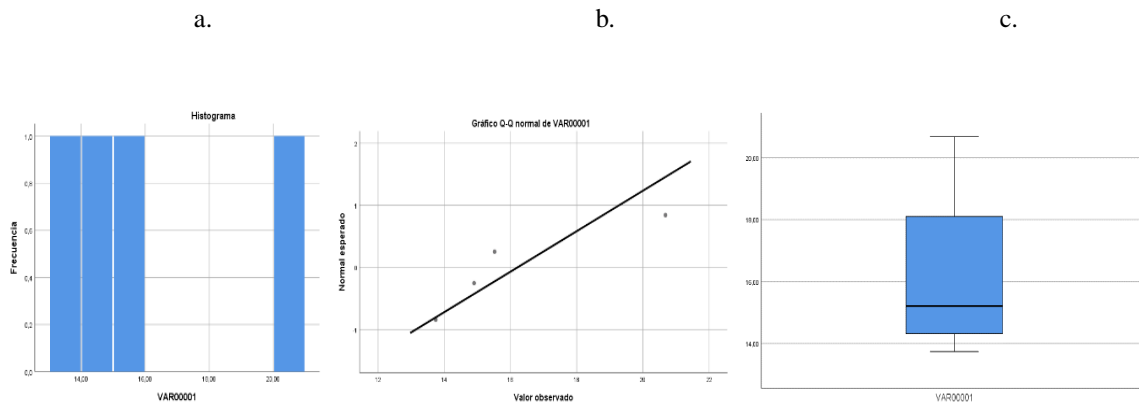 a.
b.
c.
Histograma
1,0
0,8
0,6
0,4
0,2
0,0
Frecuencia
14,00 16,00 18,00 20,00
VAR00001
Gráfico Q-Q normal de VAR00001
2
1
0
-1
Normal esperado
12 14 16 18 20 22
Valor observado
20,00
18,00
16,00
14,00
VAR00001